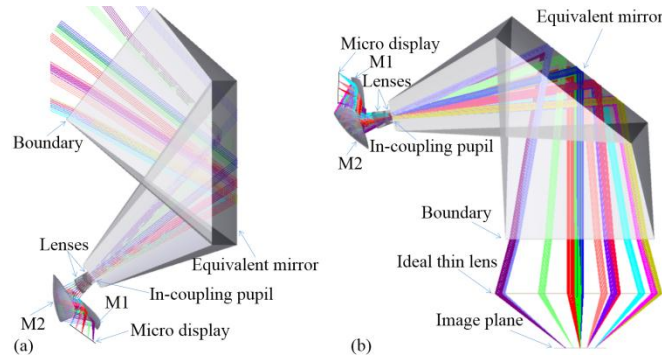 Boundary
Lenses
M2
(a)
M1
Micro display
In-coupling pupil
Equivalent mirror
Micro display
M1
Lenses
M2
In-coupling pupil
Equivalent mirror
Boundary
Ideal thin lens
Image plane
(b)